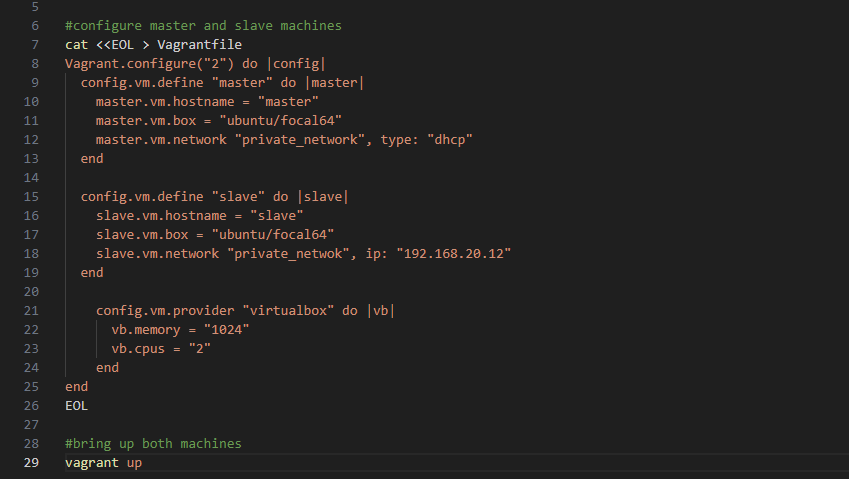 5
6 #configure master and slave machines
7 cat <<EOL > Vagrantfile
8 Vagrant.configure("2") do |config|
9 config.vm.define "master" do |master|
10 master.vm.hostname = "master"
11 master.vm.box = "ubuntu/focal64"
12 master.vm.network "private_network", type: "dhcp"
13 end
14
15 config.vm.define "slave" do |slave|
16 slave.vm.hostname = "slave"
17 slave.vm.box = "ubuntu/focal64"
18 slave.vm.network "private_netwok", ip: "192.168.20.12"
19 end
20
21 config.vm.provider "virtualbox" do |vb|
22 vb.memory = "1024"
23 vb.cpus = "2"
24 end
25 end
26 EOL
27
28 #bring up both machines
29 vagrant up